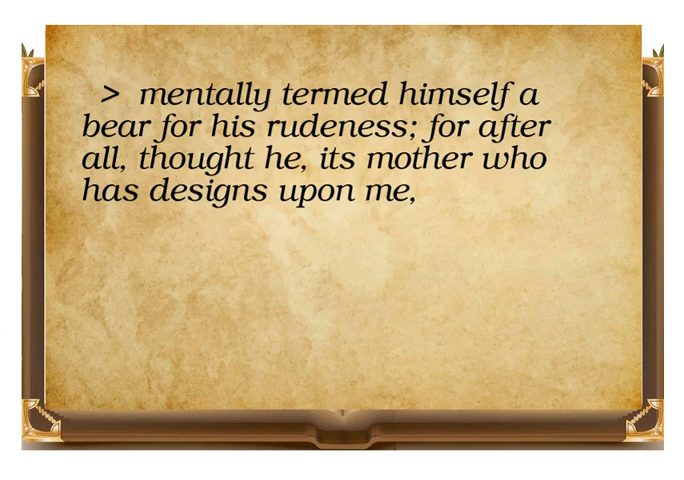 > mentally termed himself a
bear for his rudeness; for after
all, thought he, its mother who
has designs upon me,